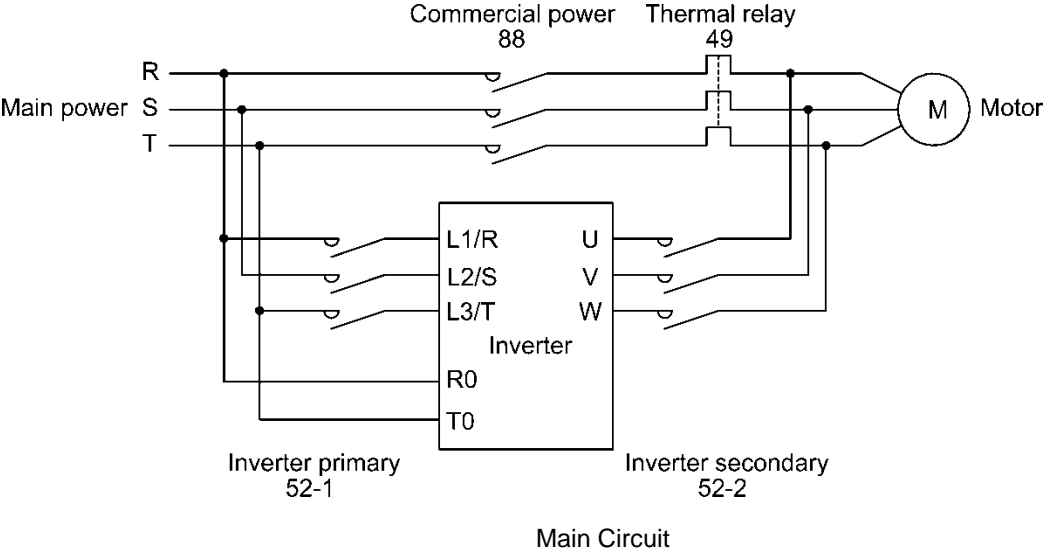 Commercial power
88
Thermal relay
49
R
Main power S
T
M
Motor
L1/R
U
L2/S
V
L3/T
W
Inverter
R0
T0
Inverter primary
52-1
Inverter secondary
52-2
Main Circuit